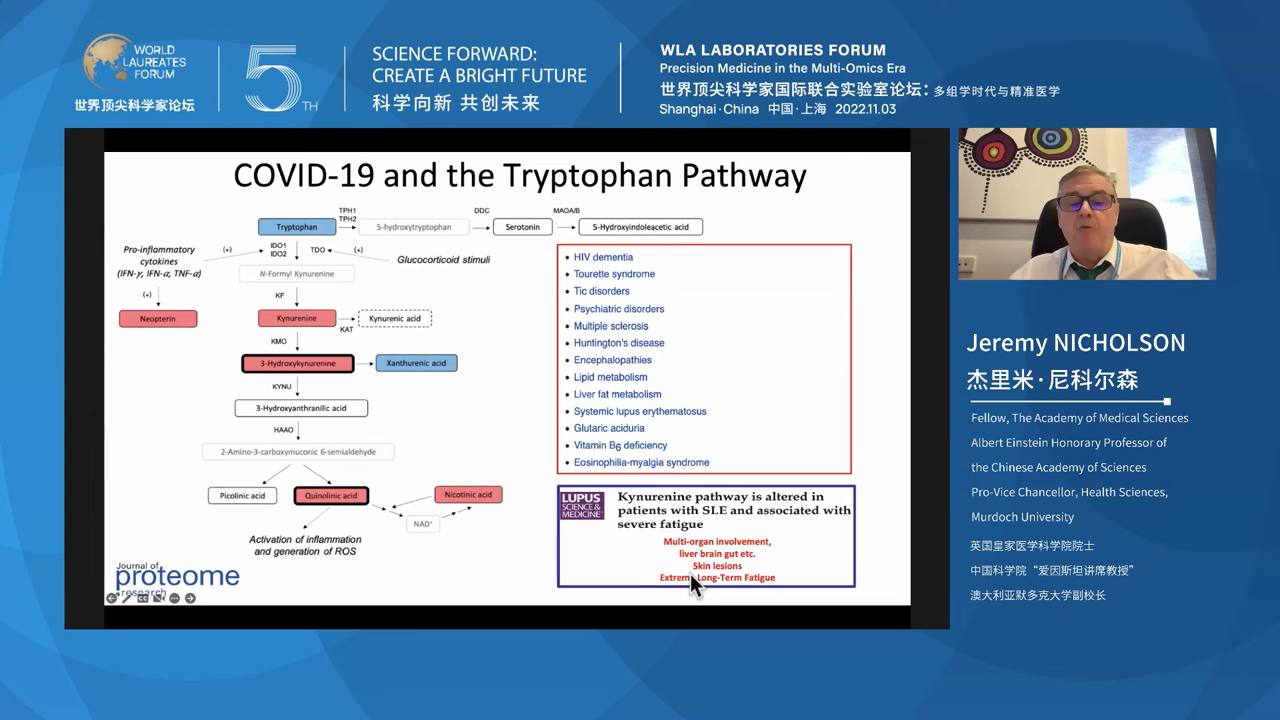 WORLD
LAUREATES
FORUM
世界顶尖科学家论坛
5TH
SCIENCE FORWARD:
CREATE A BRIGHT FUTURE
科学向新 共创未来
WLA LABORATORIES FORUM
Precision Medicine in the Multi-Omics Era
世界顶尖科学家国际联合实验室论坛：多组学时代与精准医学
Shanghai·China 中国·上海 2022.11.03
COVID-19 and the Tryptophan Pathway
TPH1
TPH2
DDC
MAOA/B
Tryptophan
5-hydroxytryptophan
Serotonin
5-Hydroxyindoleacetic acid
Pro-inflammatory
cytokines
(IFN-γ, IFN-α, TNF-α)
(+)
IDO1
IDO2
TDO
(+)
Glucocorticoid stimuli
N-Formyl Kynurenine
(+)
KF
Neopterin
Kynurenine
KAT
Kynurenic acid
KMO
3-Hydroxykynurenine
Xanthurenic acid
KYNU
3-Hydroxyanthranilic acid
HAAO
2-Amino-3-carboxymuconic 6-semialdehyde
Picolinic acid
Quinolinic acid
Nicotinic acid
NAD⁺
Activation of inflammation
and generation of ROS
Journal of
proteome
research
• HIV dementia
• Tourette syndrome
• Tic disorders
• Psychiatric disorders
• Multiple sclerosis
• Huntington's disease
• Encephalopathies
• Lipid metabolism
• Liver fat metabolism
• Systemic lupus erythematosus
• Glutaric aciduria
• Vitamin B₆ deficiency
• Eosinophilia-myalgia syndrome
LUPUS
SCIENCE &
MEDICINE
Kynurenine pathway is altered in
patients with SLE and associated with
severe fatigue
Multi-organ involvement,
liver brain gut etc.
Skin lesions
Extreme Long-Term Fatigue
Jeremy NICHOLSON
杰里米·尼科尔森
Fellow, The Academy of Medical Sciences
Albert Einstein Honorary Professor of
the Chinese Academy of Sciences
Pro-Vice Chancellor, Health Sciences,
Murdoch University
英国皇家医学科学院院士
中国科学院“爱因斯坦讲席教授”
澳大利亚默多克大学副校长